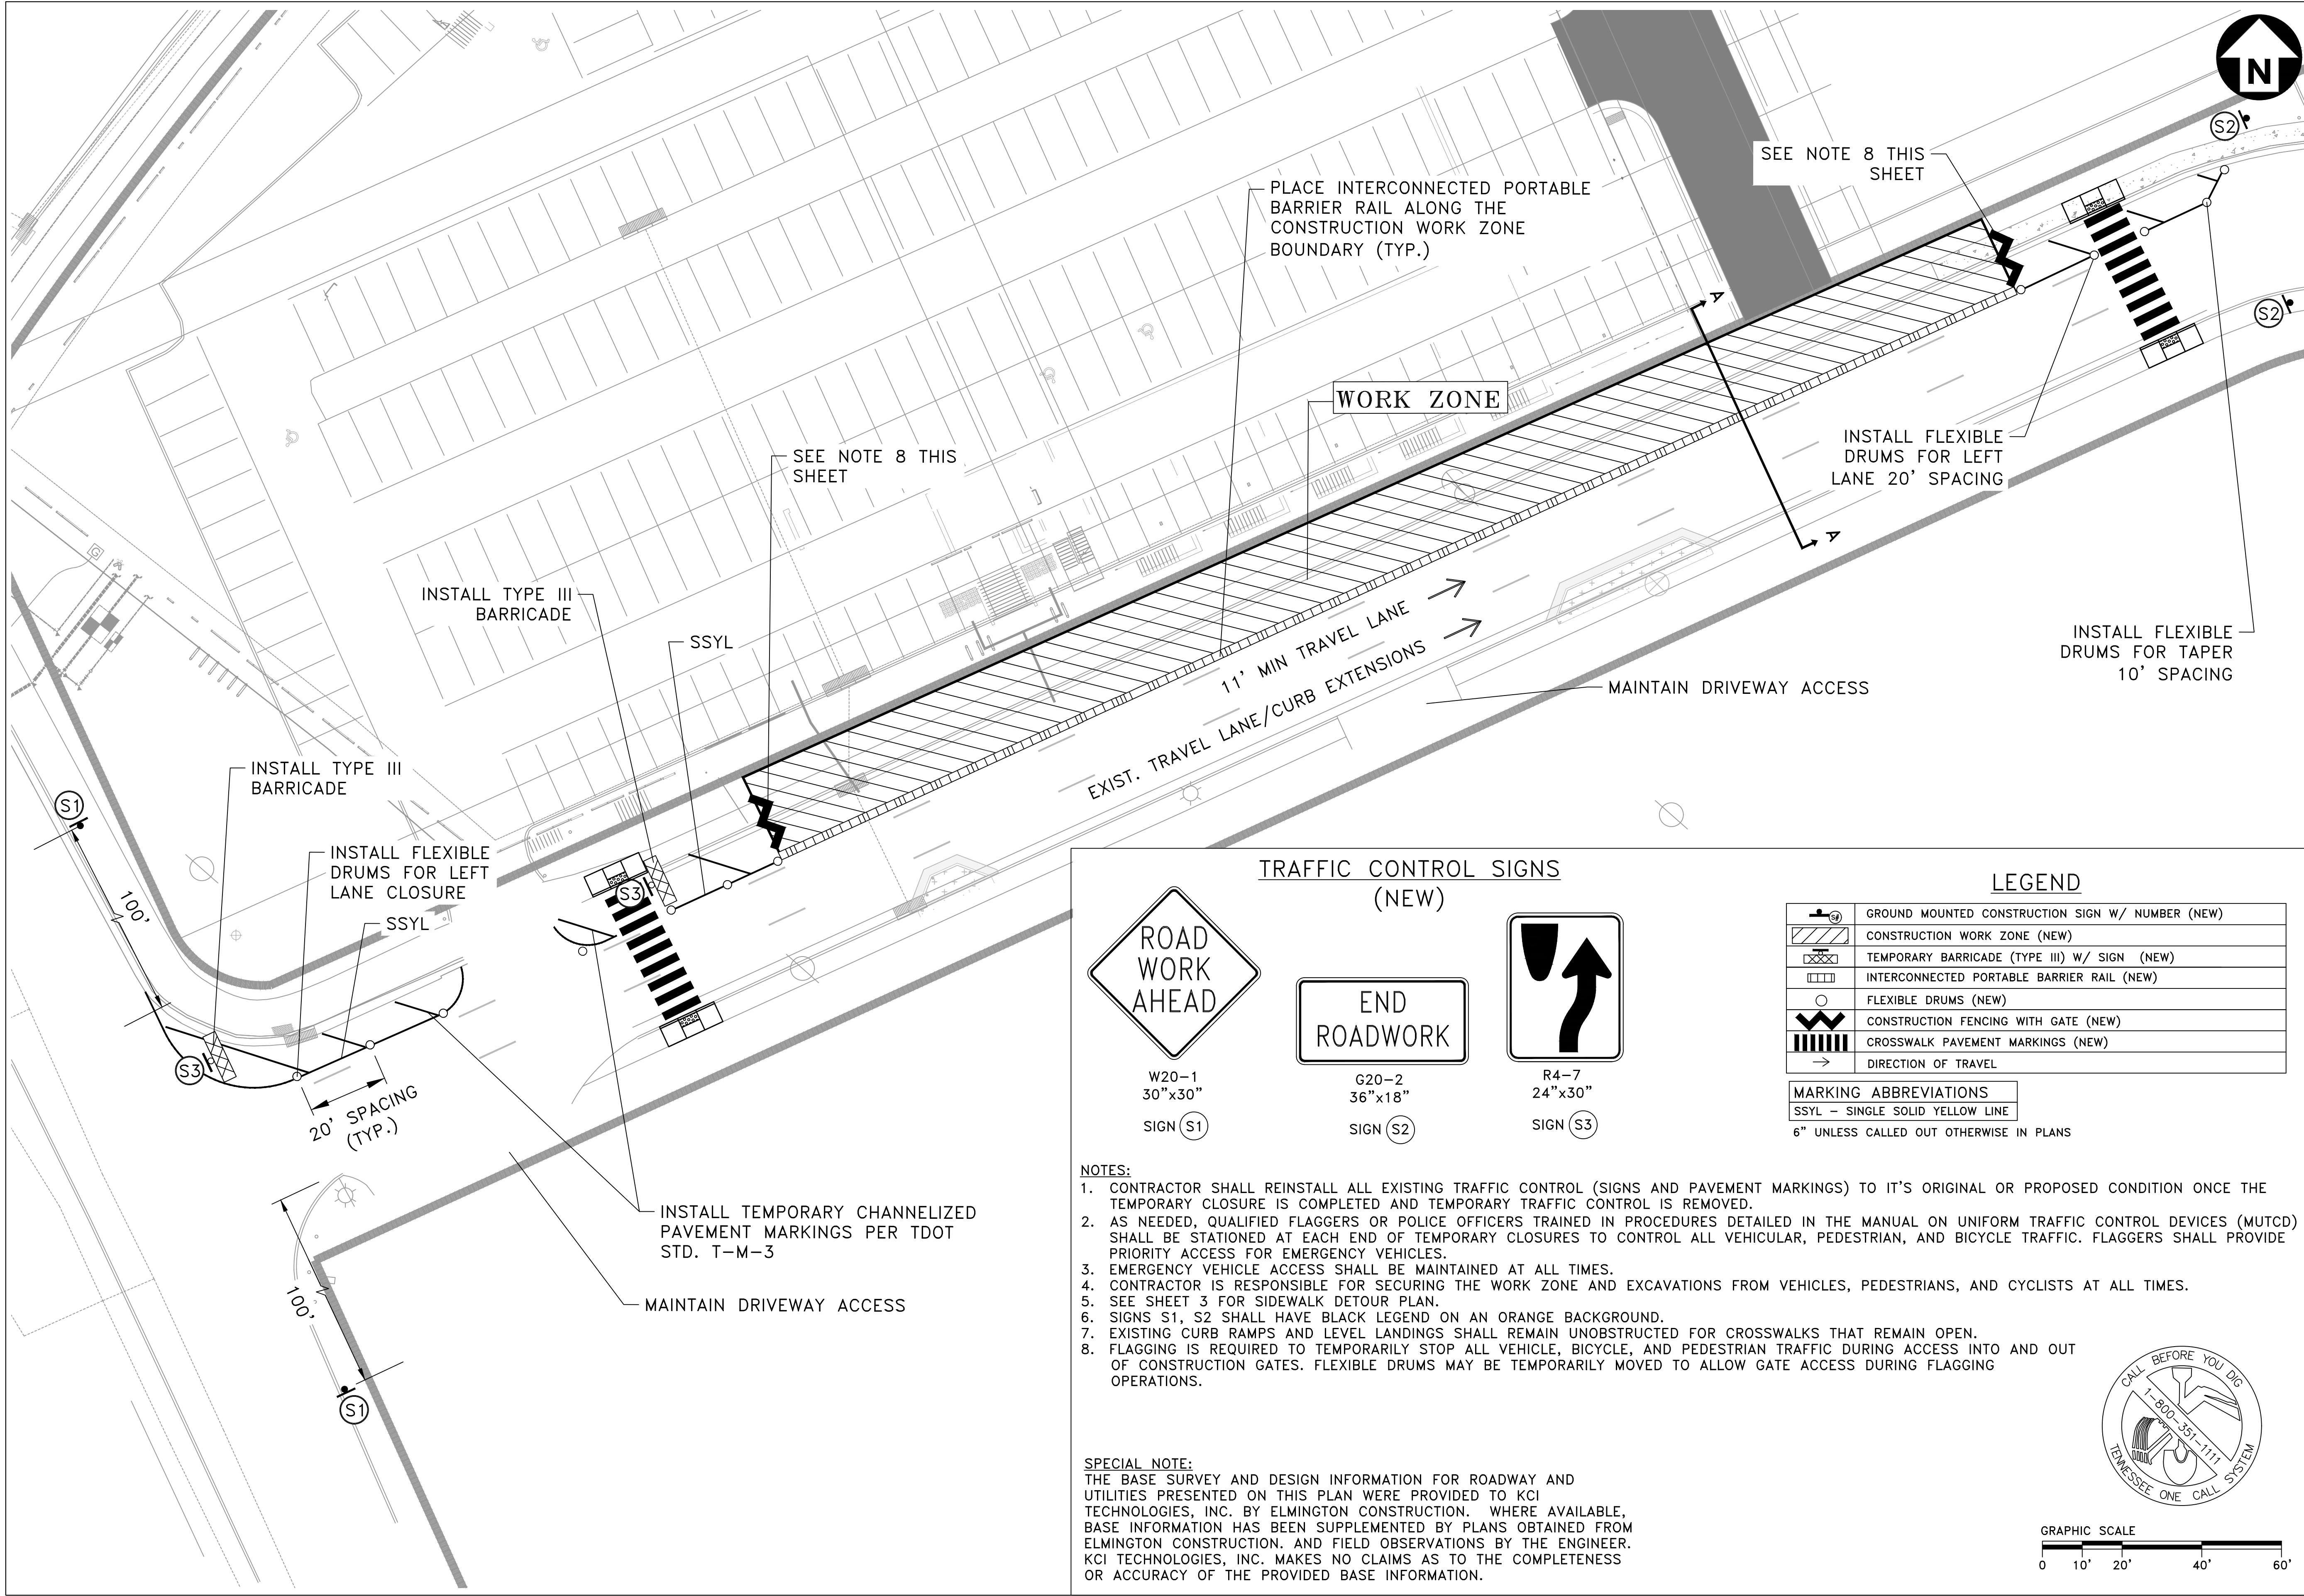 N
S2
SEE NOTE 8 THIS
SHEET
PLACE INTERCONNECTED PORTABLE
BARRIER RAIL ALONG THE
CONSTRUCTION WORK ZONE
BOUNDARY (TYP.)
A
S2
WORK ZONE
INSTALL FLEXIBLE
DRUMS FOR LEFT
LANE 20' SPACING
SEE NOTE 8 THIS
SHEET
A
G
INSTALL TYPE III
BARRICADE
SSYL
11' MIN TRAVEL LANE
EXIST. TRAVEL LANE/CURB EXTENSIONS
INSTALL FLEXIBLE
DRUMS FOR TAPER
10' SPACING
MAINTAIN DRIVEWAY ACCESS
INSTALL TYPE III
BARRICADE
S1
100'
INSTALL FLEXIBLE
DRUMS FOR LEFT
LANE CLOSURE
SSYL
S3
S3
20' SPACING
(TYP.)
INSTALL TEMPORARY CHANNELIZED
PAVEMENT MARKINGS PER TDOT
STD. T-M-3
MAINTAIN DRIVEWAY ACCESS
100'
S1
TRAFFIC CONTROL SIGNS
(NEW)
ROAD
WORK
AHEAD
W20-1
30"x30"
SIGN S1
END
ROADWORK
G20-2
36"x18"
SIGN S2
R4-7
24"x30"
SIGN S3
LEGEND
S#
GROUND MOUNTED CONSTRUCTION SIGN W/ NUMBER (NEW)
CONSTRUCTION WORK ZONE (NEW)
TEMPORARY BARRICADE (TYPE III) W/ SIGN (NEW)
INTERCONNECTED PORTABLE BARRIER RAIL (NEW)
FLEXIBLE DRUMS (NEW)
CONSTRUCTION FENCING WITH GATE (NEW)
CROSSWALK PAVEMENT MARKINGS (NEW)
DIRECTION OF TRAVEL
MARKING ABBREVIATIONS
SSYL - SINGLE SOLID YELLOW LINE
6" UNLESS CALLED OUT OTHERWISE IN PLANS
NOTES:
1. CONTRACTOR SHALL REINSTALL ALL EXISTING TRAFFIC CONTROL (SIGNS AND PAVEMENT MARKINGS) TO IT'S ORIGINAL OR PROPOSED CONDITION ONCE THE
TEMPORARY CLOSURE IS COMPLETED AND TEMPORARY TRAFFIC CONTROL IS REMOVED.
2. AS NEEDED, QUALIFIED FLAGGERS OR POLICE OFFICERS TRAINED IN PROCEDURES DETAILED IN THE MANUAL ON UNIFORM TRAFFIC CONTROL DEVICES (MUTCD)
SHALL BE STATIONED AT EACH END OF TEMPORARY CLOSURES TO CONTROL ALL VEHICULAR, PEDESTRIAN, AND BICYCLE TRAFFIC. FLAGGERS SHALL PROVIDE
PRIORITY ACCESS FOR EMERGENCY VEHICLES.
3. EMERGENCY VEHICLE ACCESS SHALL BE MAINTAINED AT ALL TIMES.
4. CONTRACTOR IS RESPONSIBLE FOR SECURING THE WORK ZONE AND EXCAVATIONS FROM VEHICLES, PEDESTRIANS, AND CYCLISTS AT ALL TIMES.
5. SEE SHEET 3 FOR SIDEWALK DETOUR PLAN.
6. SIGNS S1, S2 SHALL HAVE BLACK LEGEND ON AN ORANGE BACKGROUND.
7. EXISTING CURB RAMPS AND LEVEL LANDINGS SHALL REMAIN UNOBSTRUCTED FOR CROSSWALKS THAT REMAIN OPEN.
8. FLAGGING IS REQUIRED TO TEMPORARILY STOP ALL VEHICLE, BICYCLE, AND PEDESTRIAN TRAFFIC DURING ACCESS INTO AND OUT
OF CONSTRUCTION GATES. FLEXIBLE DRUMS MAY BE TEMPORARILY MOVED TO ALLOW GATE ACCESS DURING FLAGGING
OPERATIONS.
SPECIAL NOTE:
THE BASE SURVEY AND DESIGN INFORMATION FOR ROADWAY AND
UTILITIES PRESENTED ON THIS PLAN WERE PROVIDED TO KCI
TECHNOLOGIES, INC. BY ELMINGTON CONSTRUCTION. WHERE AVAILABLE,
BASE INFORMATION HAS BEEN SUPPLEMENTED BY PLANS OBTAINED FROM
ELMINGTON CONSTRUCTION. AND FIELD OBSERVATIONS BY THE ENGINEER.
KCI TECHNOLOGIES, INC. MAKES NO CLAIMS AS TO THE COMPLETENESS
OR ACCURACY OF THE PROVIDED BASE INFORMATION.
CALL BEFORE YOU DIG
1-800-351-1111
TENNESSEE ONE CALL SYSTEM
GRAPHIC SCALE
0 10' 20' 40' 60'